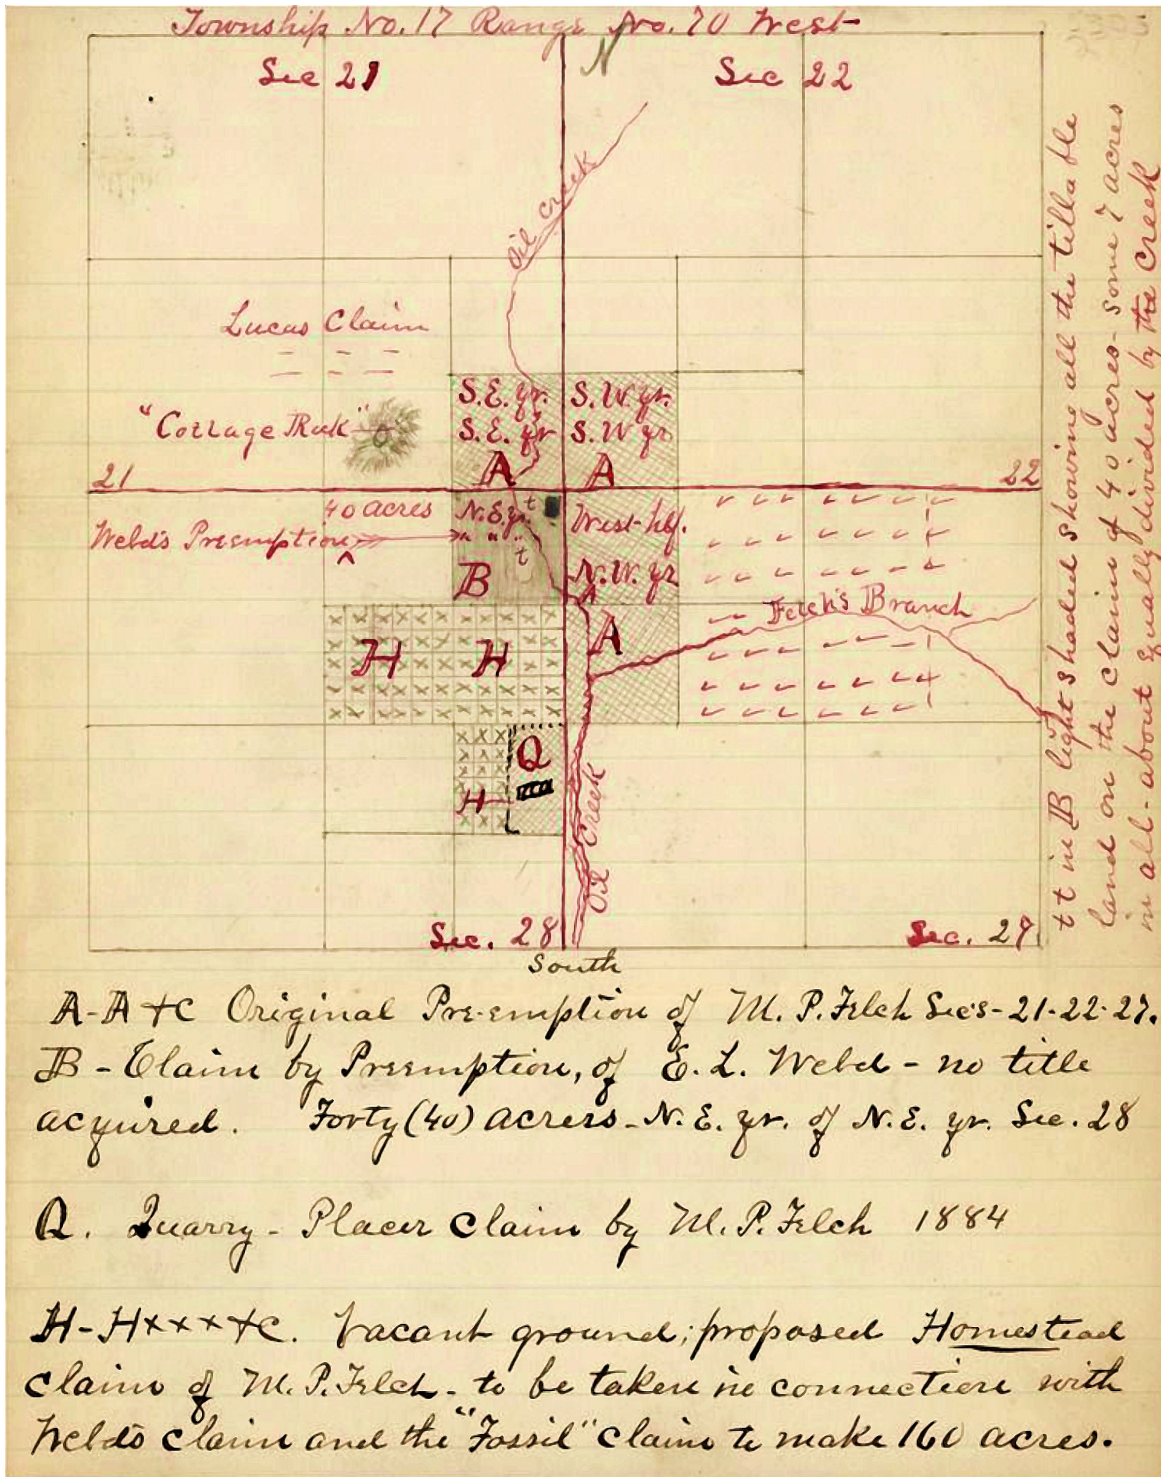 Township No. 17 Range No. 70 West
N
Sec 21
Sec 22
Oil Creek
Lucas Claim
"Cottage Rock"
S.E. qr.
S.E. qr
A
S.W qr.
S.W qr
A
21
22
40 acres
Webd's Preemption
N.E. qr.
" " "
t
t
B
West-hlf.
N.W. qr
A
A
Felch's Branch
H H
Q
H
Oil Creek
Sec. 28
Sec. 27
South
t t in B light shaded showing all the tillable
land on the claim of 40 acres- some 7 acres
in all- about equally divided by the creek
A-A+c Original Pre-emption of M. P. Felch Sec's-21-22-27.
B - Claim by Preemption, of E. L. Webd - no title
acquired. Forty (40) acrers - N. E. qr. of N. E. qr. Sec. 28
Q. Quarry - Placer claim by M. P. Felch 1884
H-Hxxx+c. Vacant ground; proposed Homestead
claim of M. P. Felch - to be taken in connection with
Webd's claim and the "Fossil" claim to make 160 acres.